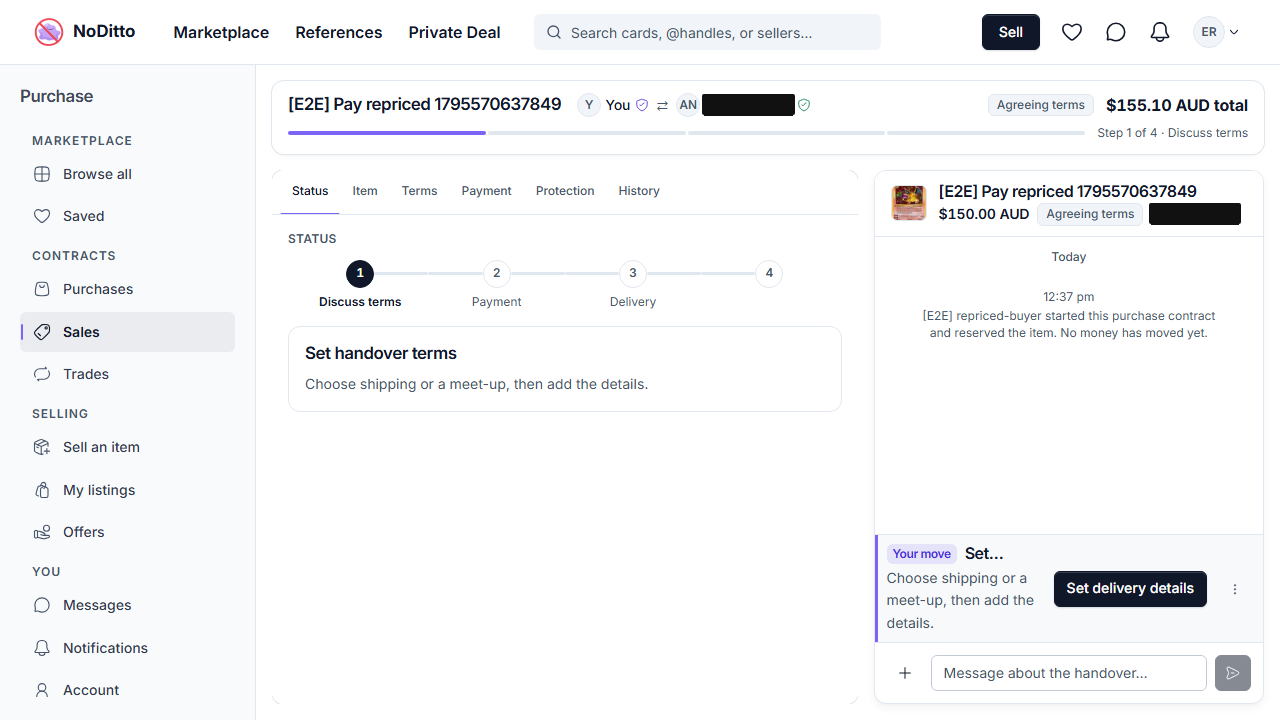 NoDitto
Marketplace
References
Private Deal
Search cards, @handles, or sellers...
Sell
ER
Purchase
MARKETPLACE
Browse all
Saved
CONTRACTS
Purchases
Sales
Trades
SELLING
Sell an item
My listings
Offers
YOU
Messages
Notifications
Account
[E2E] Pay repriced 1795570637849
Y You
AN
Agreeing terms
$155.10 AUD total
Step 1 of 4 · Discuss terms
Status
Item
Terms
Payment
Protection
History
STATUS
1
2
3
4
Discuss terms
Payment
Delivery
Set handover terms
Choose shipping or a meet-up, then add the details.
[E2E] Pay repriced 1795570637849
$150.00 AUD
Agreeing terms
Today
12:37 pm
[E2E] repriced-buyer started this purchase contract
and reserved the item. No money has moved yet.
Your move
Set...
Choose shipping or a
meet-up, then add the
details.
Set delivery details
Message about the handover...